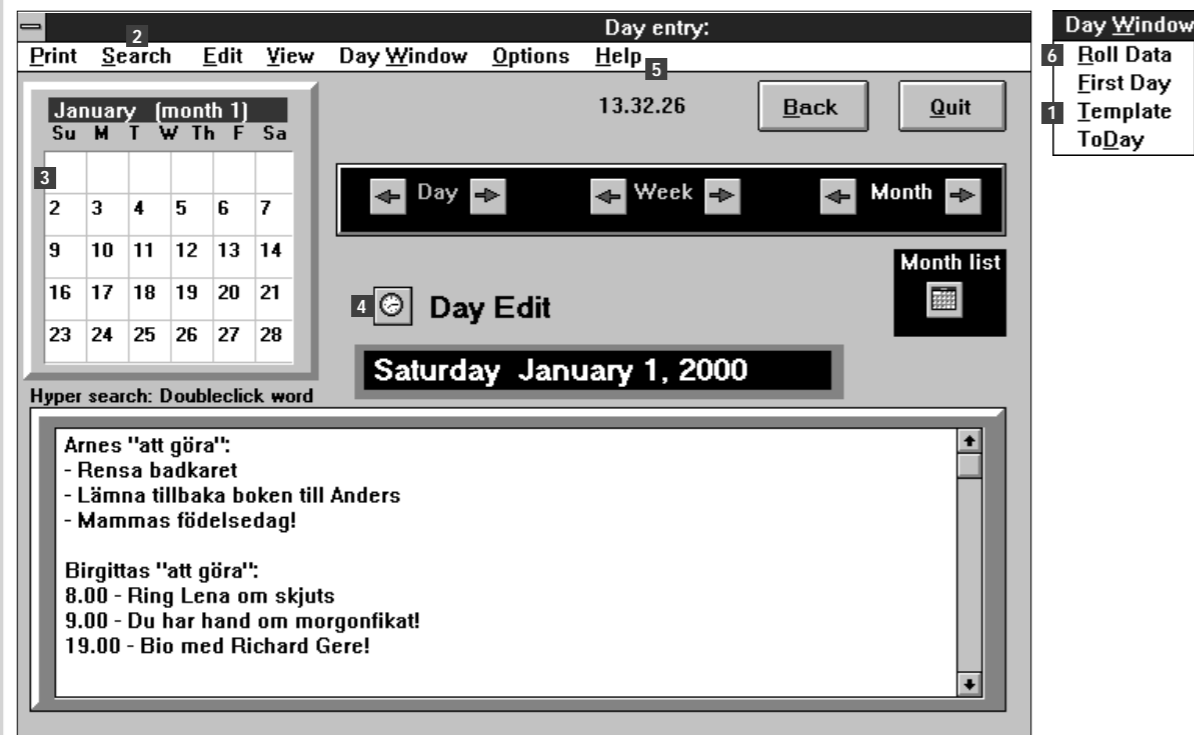 Day entry:
2
Print Search Edit View Day Window Options Help
5
January (month 1)
Su M T W Th F Sa
3
2 3 4 5 6 7
9 10 11 12 13 14
16 17 18 19 20 21
23 24 25 26 27 28
13.32.26
Back
Quit
Day
Week
Month
Month list
4
Day Edit
Saturday January 1, 2000
Hyper search: Doubleclick word
Arnes "att göra":
- Rensa badkaret
- Lämna tillbaka boken till Anders
- Mammas födelsedag!
Birgittas "att göra":
8.00 - Ring Lena om skjuts
9.00 - Du har hand om morgonfikat!
19.00 - Bio med Richard Gere!
Day Window
6 Roll Data
First Day
1 Template
ToDay